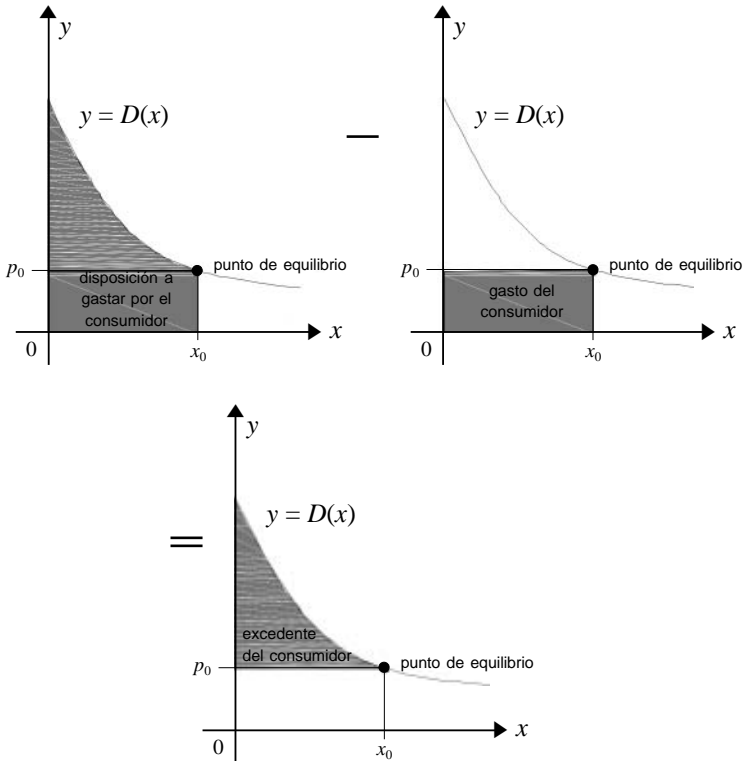 y
y = D(x)
p₀
punto de equilibrio
disposición a
gastar por el
consumidor
x
0
x₀
−
y
y = D(x)
p₀
punto de equilibrio
gasto del
consumidor
x
0
x₀
=
y
y = D(x)
excedente
del consumidor
p₀
punto de equilibrio
x
0
x₀